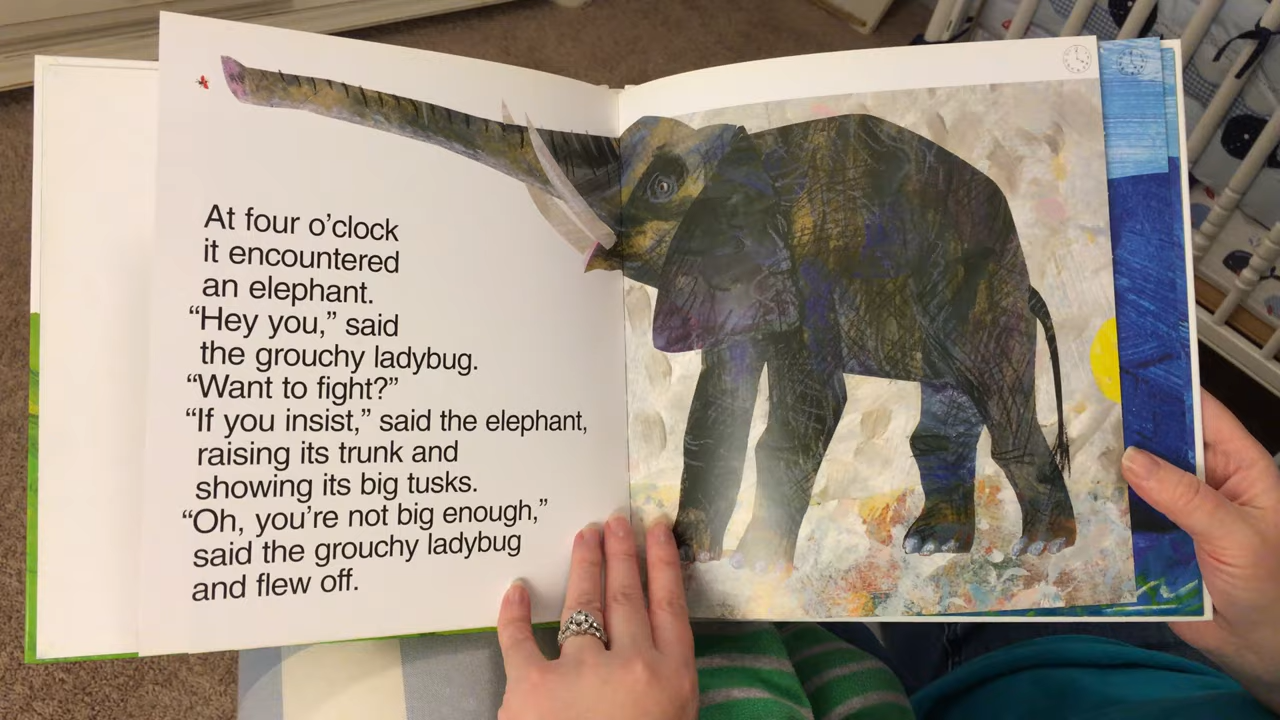 At four o’clock
it encountered
an elephant.
“Hey you,” said
the grouchy ladybug.
“Want to fight?”
“If you insist,” said the elephant,
raising its trunk and
showing its big tusks.
“Oh, you’re not big enough,”
said the grouchy ladybug
and flew off.